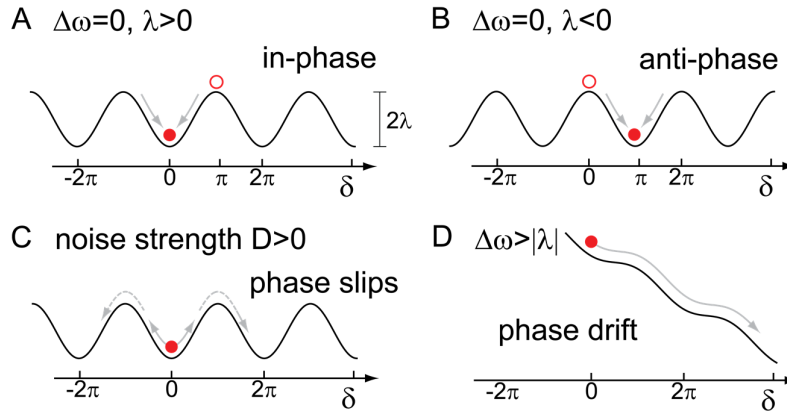 A Δω=0, λ>0
in-phase
2λ
-2π 0 π 2π δ
B Δω=0, λ<0
anti-phase
-2π 0 π 2π δ
C noise strength D>0
phase slips
-2π 0 2π δ
D Δω>|λ|
phase drift
-2π 0 2π δ